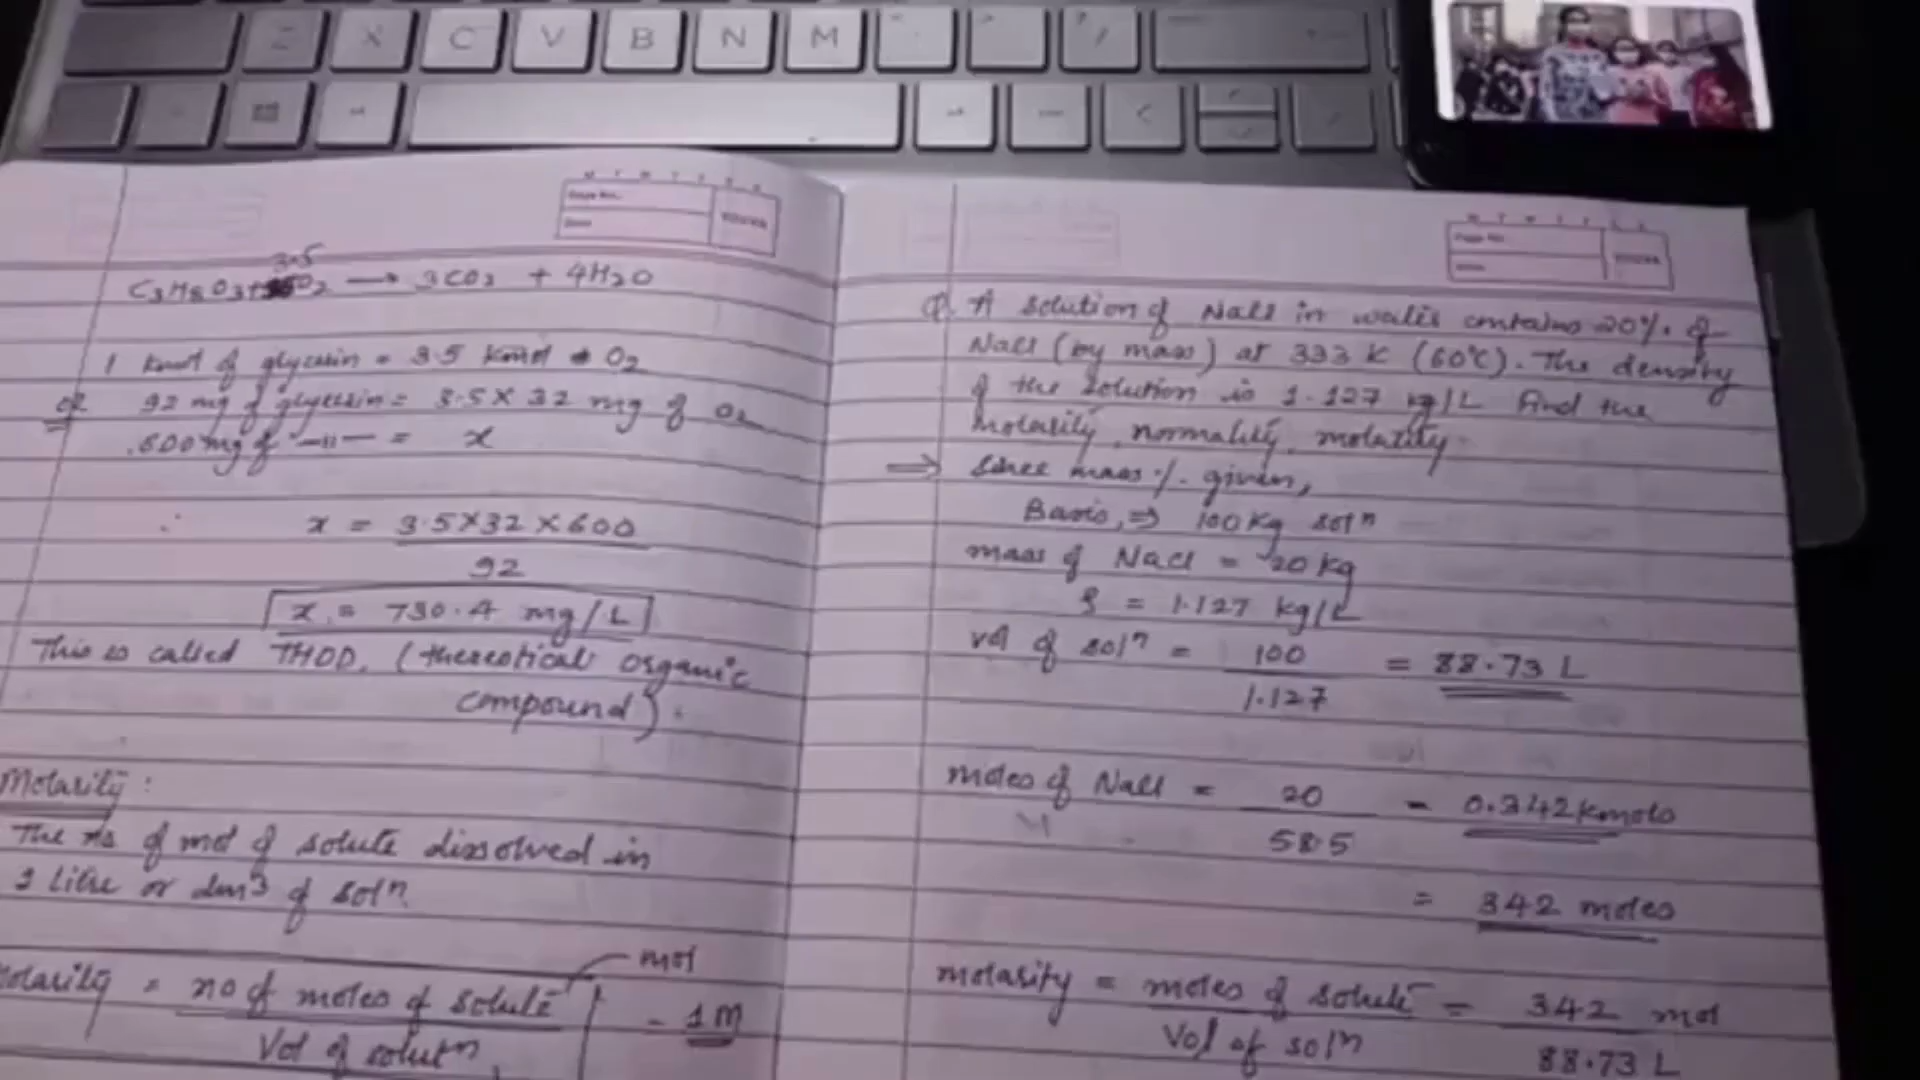 Z X C V B N M
C3H8O3 + 3.5 O2 → 3CO2 + 4H2O
1 kmol of glycerin = 3.5 kmol O2
or 92 mg of glycerin = 3.5 X 32 mg of O2
600 mg of —11— = x
∴ x = 3.5 X 32 X 600
92
x = 730.4 mg/L
This is called THOD. (thereotical organic
compound).
Molarity :
The no of mol of solute dissolved in
1 litre or dm3 of soln.
Molarity = no of moles of solute - 1M
mol
Vol of solutn
Q. A solution of NaCl in water contains 20% of
NaCl (by mass) at 333 K (60°C). The density
of the solution is 1.127 kg/L find the
molarity, normality, molality.
⇒ Since mass %. given,
Basis, ⇒ 100 Kg soln
mass of NaCl = 20 kg
ρ = 1.127 kg/L
vol of soln = 100 = 88.73 L
1.127
moles of NaCl = 20 = 0.342 kmols
58.5
= 342 moles
molarity = moles of solute = 342 mol
Vol of soln 88.73 L